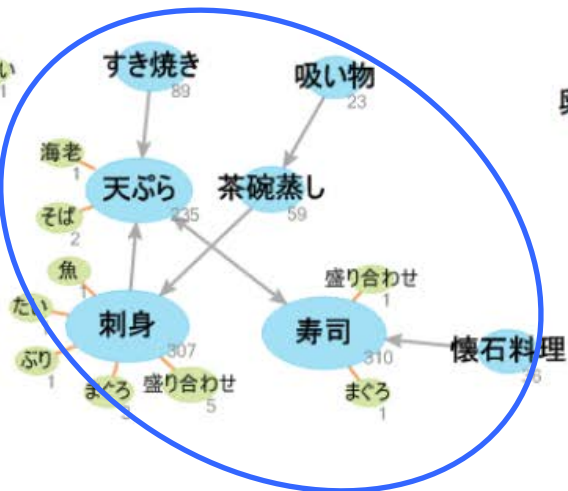 すき焼き
89
吸い物
23
海老
1
天ぷら
235
茶碗蒸し
59
そば
2
魚
たい
刺身
307
ぶり
1
まぐろ
盛り合わせ
5
盛り合わせ
1
寿司
310
まぐろ
1
懐石料理
い
1